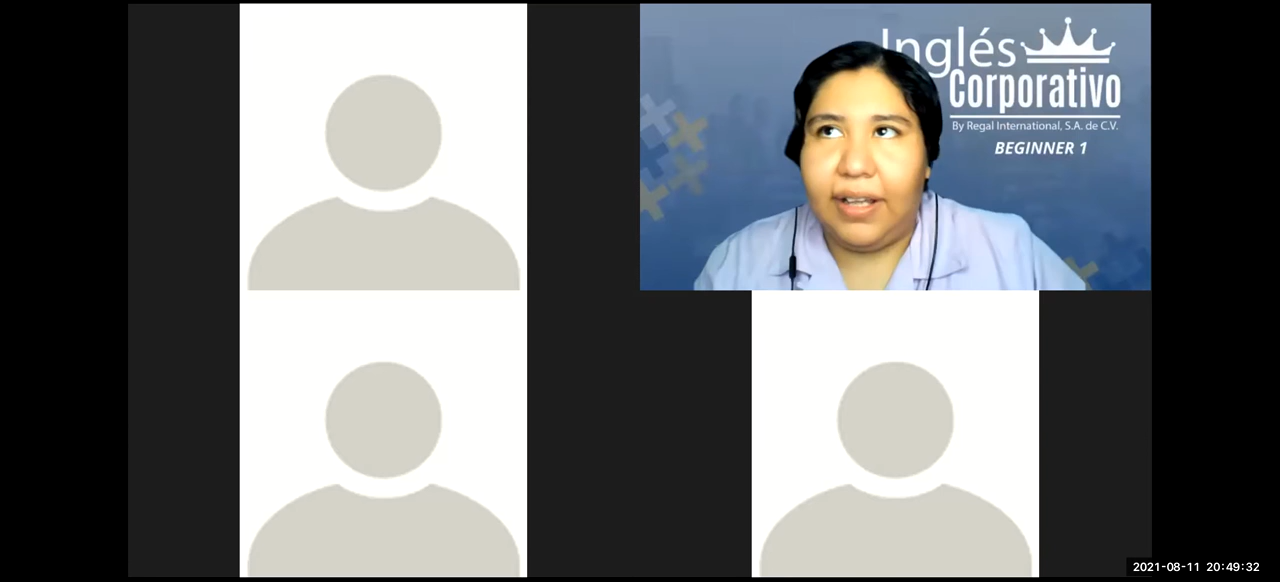 Inglés
Corporativo
By Regal International, S.A. de C.V.
BEGINNER 1
2021-08-11 20:49:32